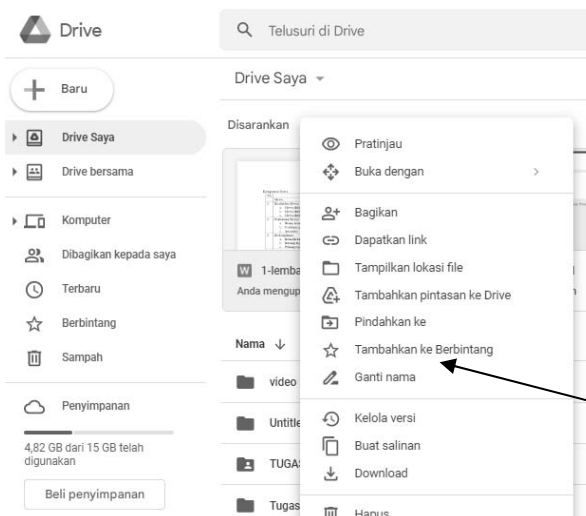 Drive
Telusuri di Drive
Baru
Drive Saya
Drive bersama
Komputer
Dibagikan kepada saya
Terbaru
Berbintang
Sampah
Penyimpanan
4,82 GB dari 15 GB telah
digunakan
Beli penyimpanan
Drive Saya
Disarankan
W 1-lemba
Anda mengup
Nama
video
Untitle
TUGAS
Tugas
Pratinjau
Buka dengan
Bagikan
Dapatkan link
Tampilkan lokasi file
Tambahkan pintasan ke Drive
Pindahkan ke
Tambahkan ke Berbintang
Ganti nama
Kelola versi
Buat salinan
Download
Hapus